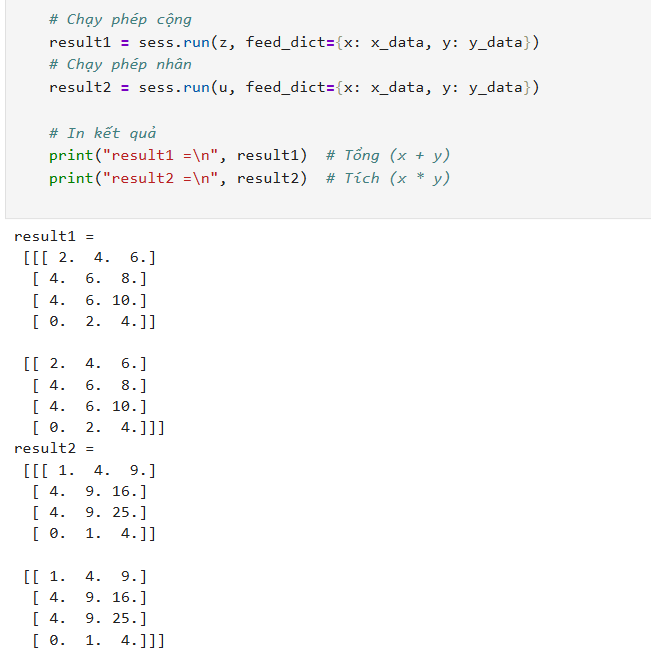 # Chạy phép cộng
result1 = sess.run(z, feed_dict={x: x_data, y: y_data})
# Chạy phép nhân
result2 = sess.run(u, feed_dict={x: x_data, y: y_data})
# In kết quả
print("result1 =\n", result1)  # Tổng (x + y)
print("result2 =\n", result2)  # Tích (x * y)
result1 =
 [[[ 2.  4.  6.]
  [ 4.  6.  8.]
  [ 4.  6. 10.]
  [ 0.  2.  4.]]
 [[ 2.  4.  6.]
  [ 4.  6.  8.]
  [ 4.  6. 10.]
  [ 0.  2.  4.]]]
result2 =
 [[[ 1.  4.  9.]
  [ 4.  9. 16.]
  [ 4.  9. 25.]
  [ 0.  1.  4.]]
 [[ 1.  4.  9.]
  [ 4.  9. 16.]
  [ 4.  9. 25.]
  [ 0.  1.  4.]]]